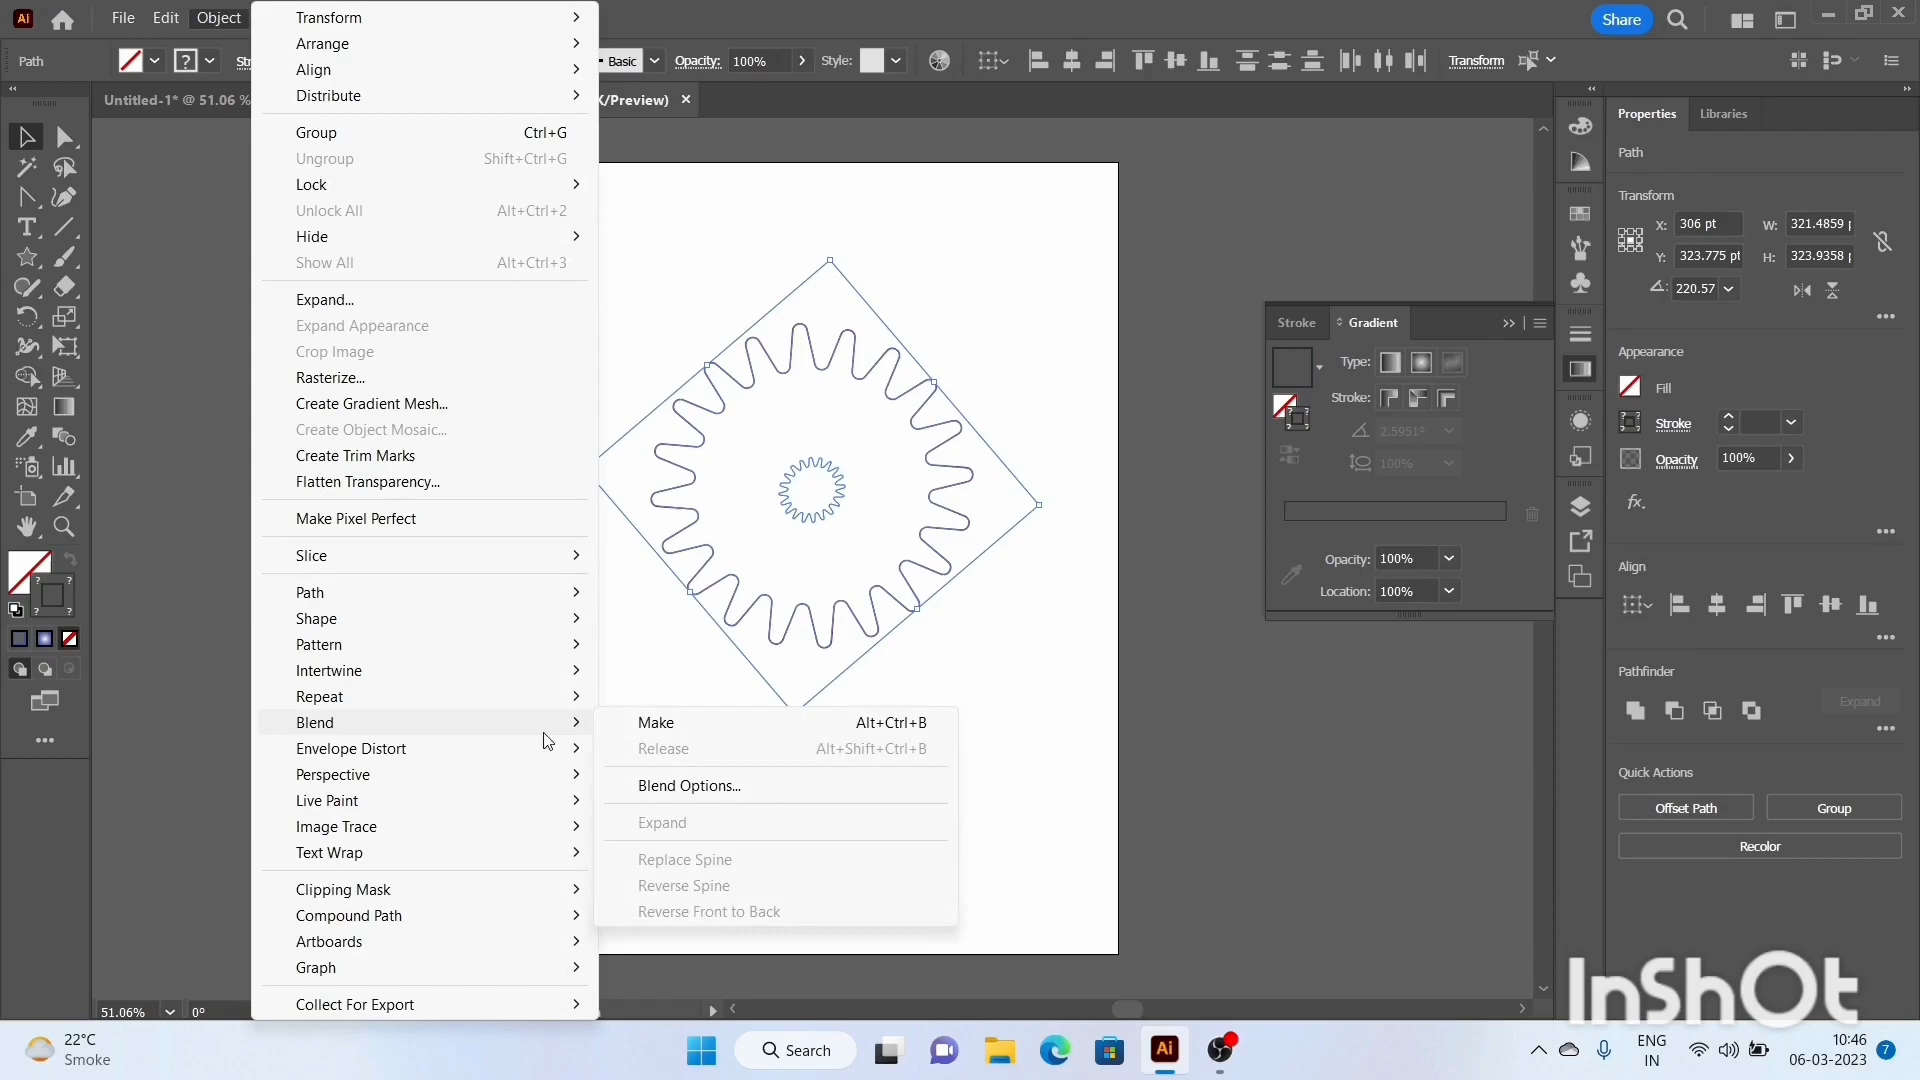 Ai File Edit Object
Share
Path
Str
Basic
Opacity: 100%
Style:
Transform
Untitled-1* @ 51.06 %
/Preview)
Transform
Arrange
Align
Distribute
Group Ctrl+G
Ungroup Shift+Ctrl+G
Lock
Unlock All Alt+Ctrl+2
Hide
Show All Alt+Ctrl+3
Expand...
Expand Appearance
Crop Image
Rasterize...
Create Gradient Mesh...
Create Object Mosaic...
Create Trim Marks
Flatten Transparency...
Make Pixel Perfect
Slice
Path
Shape
Pattern
Intertwine
Repeat
Blend
Envelope Distort
Perspective
Live Paint
Image Trace
Text Wrap
Clipping Mask
Compound Path
Artboards
Graph
Collect For Export
Make Alt+Ctrl+B
Release Alt+Shift+Ctrl+B
Blend Options...
Expand
Replace Spine
Reverse Spine
Reverse Front to Back
Stroke Gradient
Type:
Stroke:
2.5951°
100%
Opacity: 100%
Location: 100%
Properties Libraries
Path
Transform
X: 306 pt W: 321.4859
Y: 323.775 pt H: 323.9358
220.57
Appearance
Fill
Stroke
Opacity 100%
fx.
Align
Pathfinder
Expand
Quick Actions
Offset Path Group
Recolor
51.06% 0°
InShOt
22°C
Smoke
Search
Ai
ENG
IN
10:46
06-03-2023
7